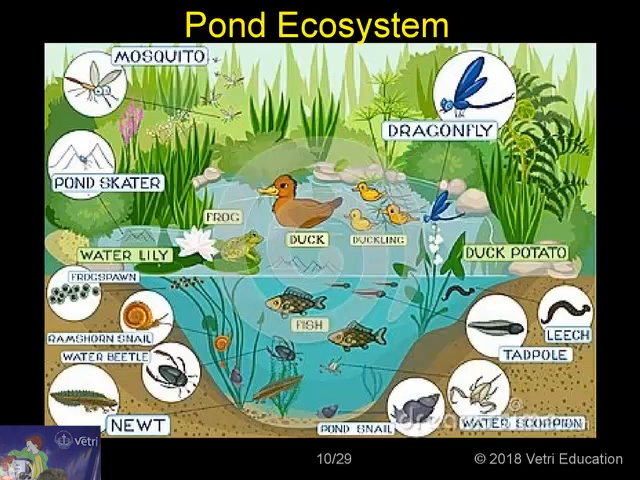 Pond Ecosystem
MOSQUITO
DRAGONFLY
POND SKATER
FROG
DUCK
DUCKLING
WATER LILY
DUCK POTATO
FROGSPAWN
FISH
LEECH
RAMSHORN SNAIL
TADPOLE
WATER BEETLE
NEWT
POND SNAIL
WATER SCORPION
Vetri
10/29
© 2018 Vetri Education